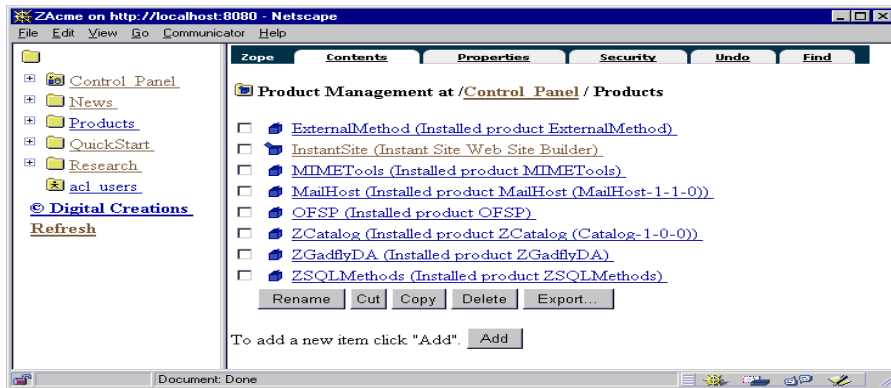 ZAcme on http://localhost:8080 - Netscape
File Edit View Go Communicator Help
Zope Contents Properties Security Undo Find
Control_Panel
News
Products
QuickStart
Research
acl_users
© Digital Creations
Refresh
Product Management at /Control_Panel / Products
ExternalMethod (Installed product ExternalMethod)
InstantSite (Instant Site Web Site Builder)
MIMETools (Installed product MIMETools)
MailHost (Installed product MailHost (MailHost-1-1-0))
OFSP (Installed product OFSP)
ZCatalog (Installed product ZCatalog (Catalog-1-0-0))
ZGadflyDA (Installed product ZGadflyDA)
ZSQLMethods (Installed product ZSQLMethods)
Rename Cut Copy Delete Export...
To add a new item click "Add". Add
Document: Done